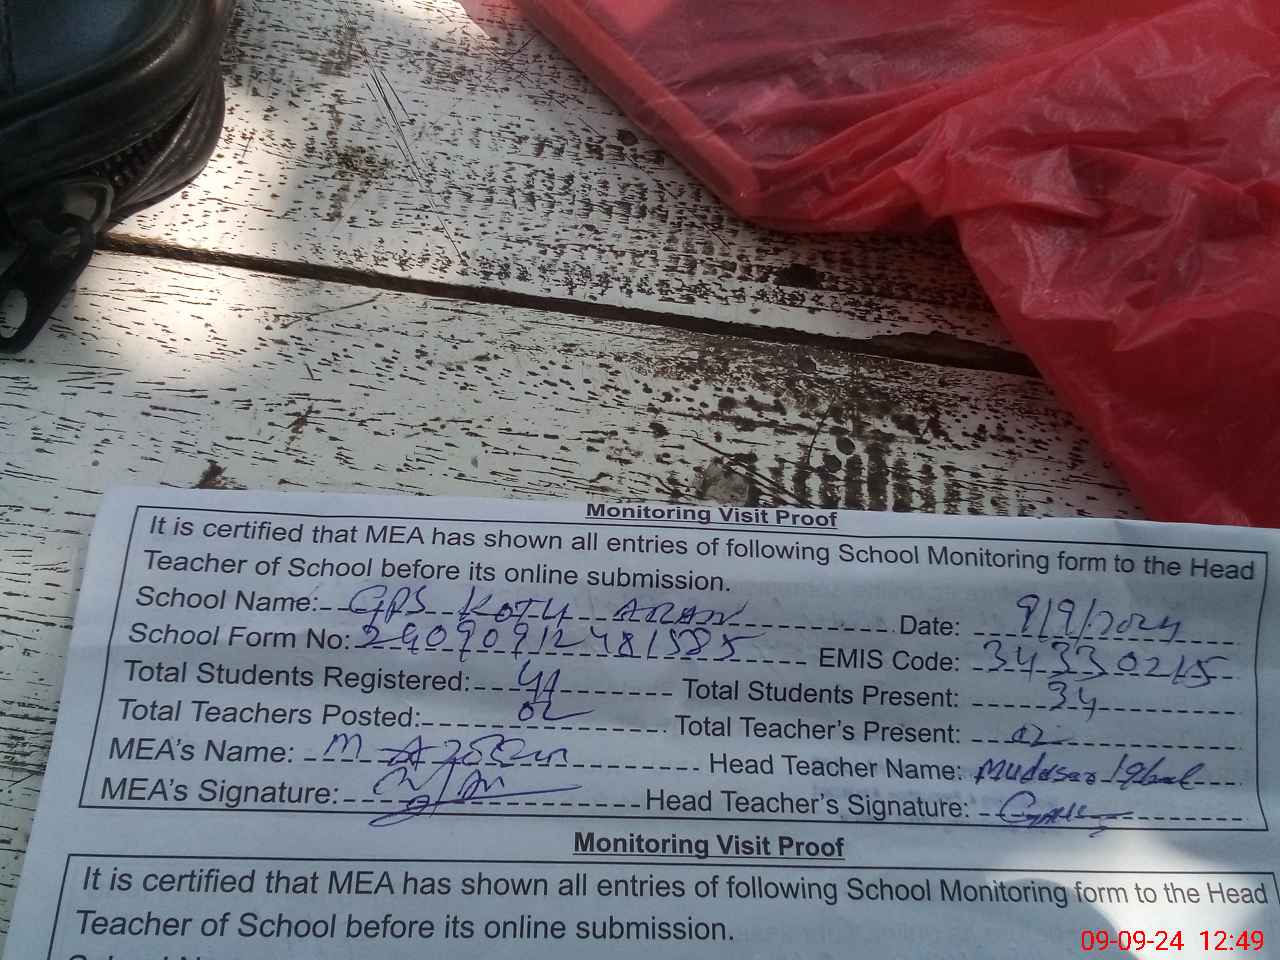 Monitoring Visit Proof
It is certified that MEA has shown all entries of following School Monitoring form to the Head
Teacher of School before its online submission.
School Name: GPS KOTLI Date: 9/9/2024
School Form No: EMIS Code: 34330215
Total Students Registered: 41 Total Students Present: 34
Total Teachers Posted: 02 Total Teacher's Present: 02
MEA's Name: M Head Teacher Name: Mudasar Iqbal
MEA's Signature: Head Teacher's Signature:
Monitoring Visit Proof
It is certified that MEA has shown all entries of following School Monitoring form to the Head
Teacher of School before its online submission.
09-09-24 12:49